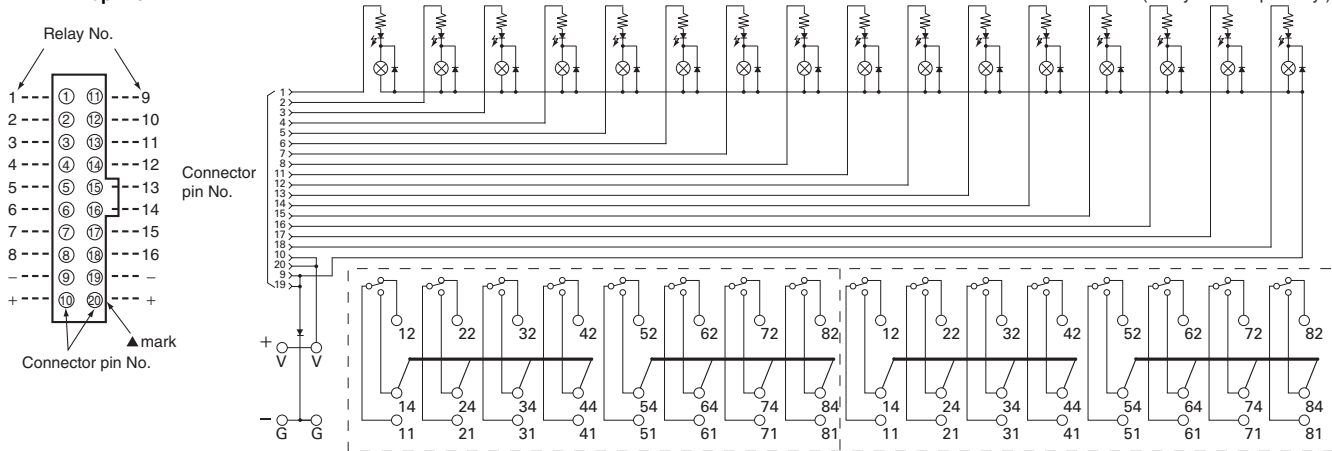 Relay No.
1 ① ⑪ 9
2 ② ⑫ 10
3 ③ ⑬ 11
4 ④ ⑭ 12
5 ⑤ ⑮ 13
6 ⑥ ⑯ 14
7 ⑦ ⑰ 15
8 ⑧ ⑱ 16
− ⑨ ⑲ −
+ ⑩ ⑳ +
▲mark
Connector pin No.
Connector
pin No.
1
2
3
4
5
6
7
8
11
12
13
14
15
16
17
18
10
20
9
19
+
V V
−
G G
12 22 32 42 52 62 72 82 12 22 32 42 52 62 72 82
14 24 34 44 54 64 74 84 14 24 34 44 54 64 74 84
11 21 31 41 51 61 71 81 11 21 31 41 51 61 71 81